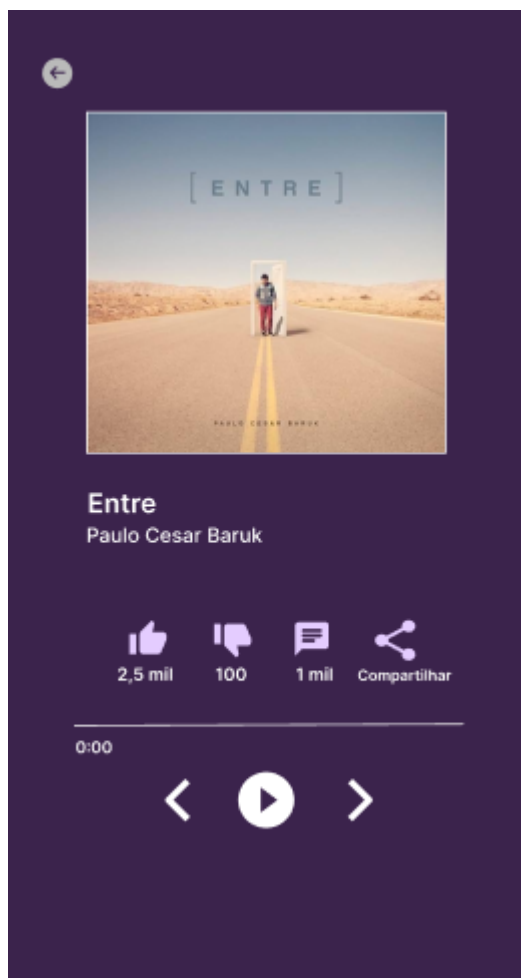 [ENTRE]
PAULO CESAR BARUK
Entre
Paulo Cesar Baruk
2,5 mil 100 1 mil Compartilhar
0:00